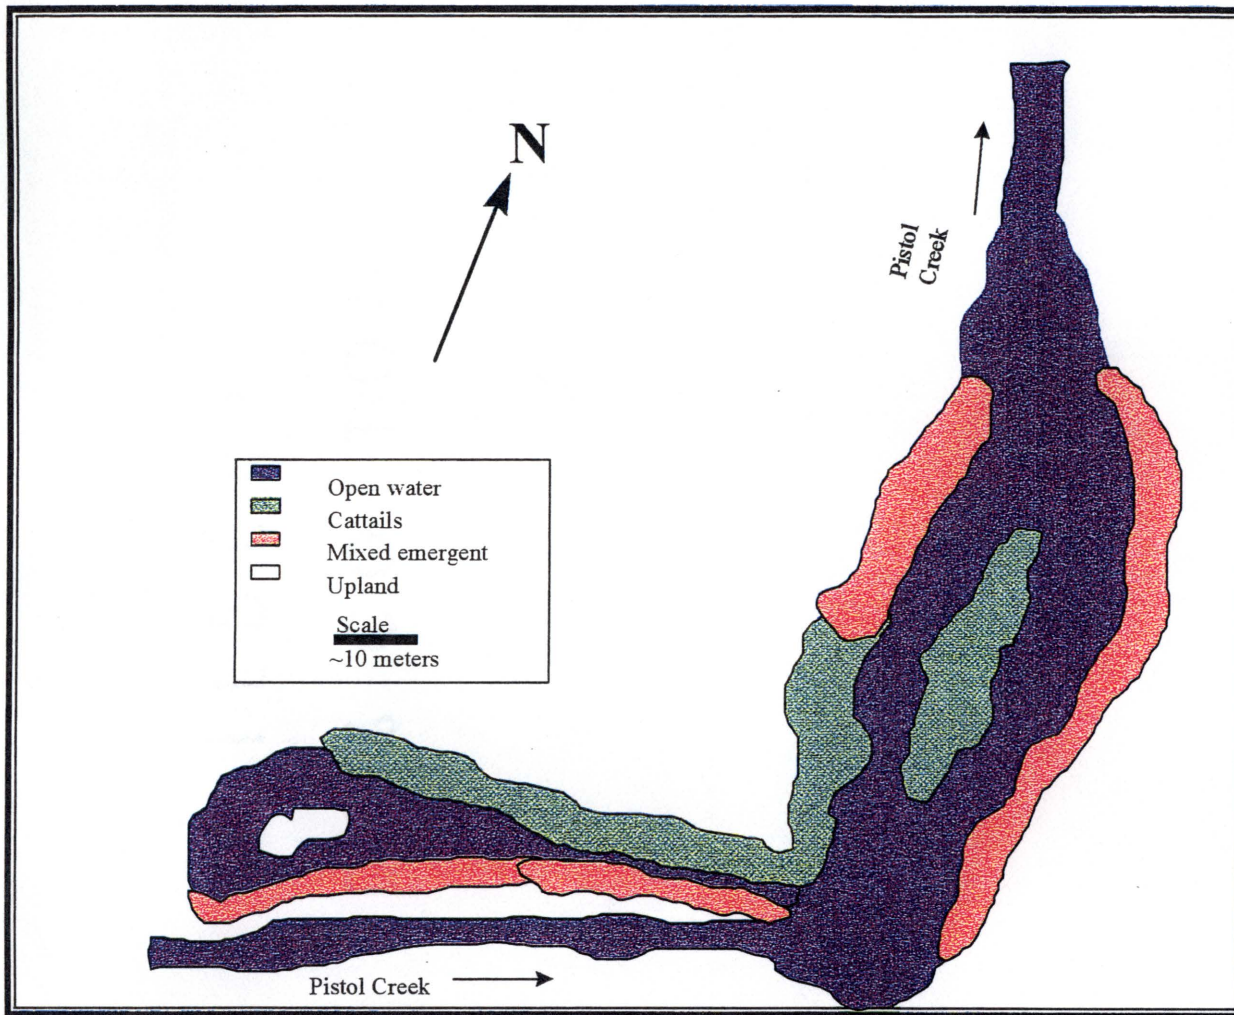 N
Pistol
Creek
Open water
Cattails
Mixed emergent
Upland
Scale
~10 meters
Pistol Creek